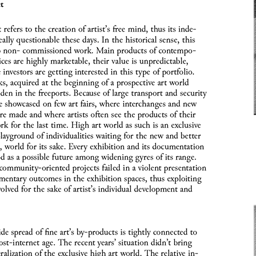 t
t refers to the creation of artist's free mind, thus its inde-
eally questionable these days. In the historical sense, this
non- commissioned work. Main products of contempo-
ices are highly marketable, their value is unpredictable,
investors are getting interested in this type of portfolio.
ks, acquired at the beginning of a prospective art world
den in the freeports. Because of large transport and security
e showcased on few art fairs, where interchanges and new
re made and where artists often see the products of their
rk for the last time. High art world as such is an exclusive
layground of individualities waiting for the new and better
, world for its sake. Every exhibition and its documentation
d as a possible future among widening gyres of its range.
community-oriented projects failed in a violent presentation
mentary outcomes in the exhibition spaces, thus exploiting
volved for the sake of artist's individual development and
ide spread of fine art's by-products is tightly connected to
ost-internet age. The recent years' situation didn't bring
eralization of the exclusive high art world. The relative in-